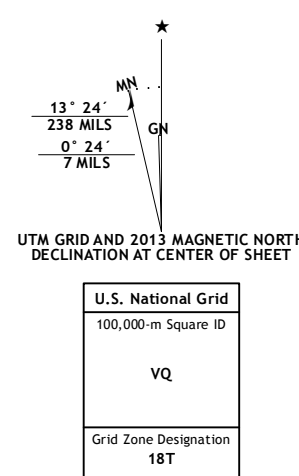 ★
MN
13° 24´
238 MILS
GN
0° 24´
7 MILS
UTM GRID AND 2013 MAGNETIC NORTH
DECLINATION AT CENTER OF SHEET
U.S. National Grid
100,000-m Square ID
VQ
Grid Zone Designation
18T